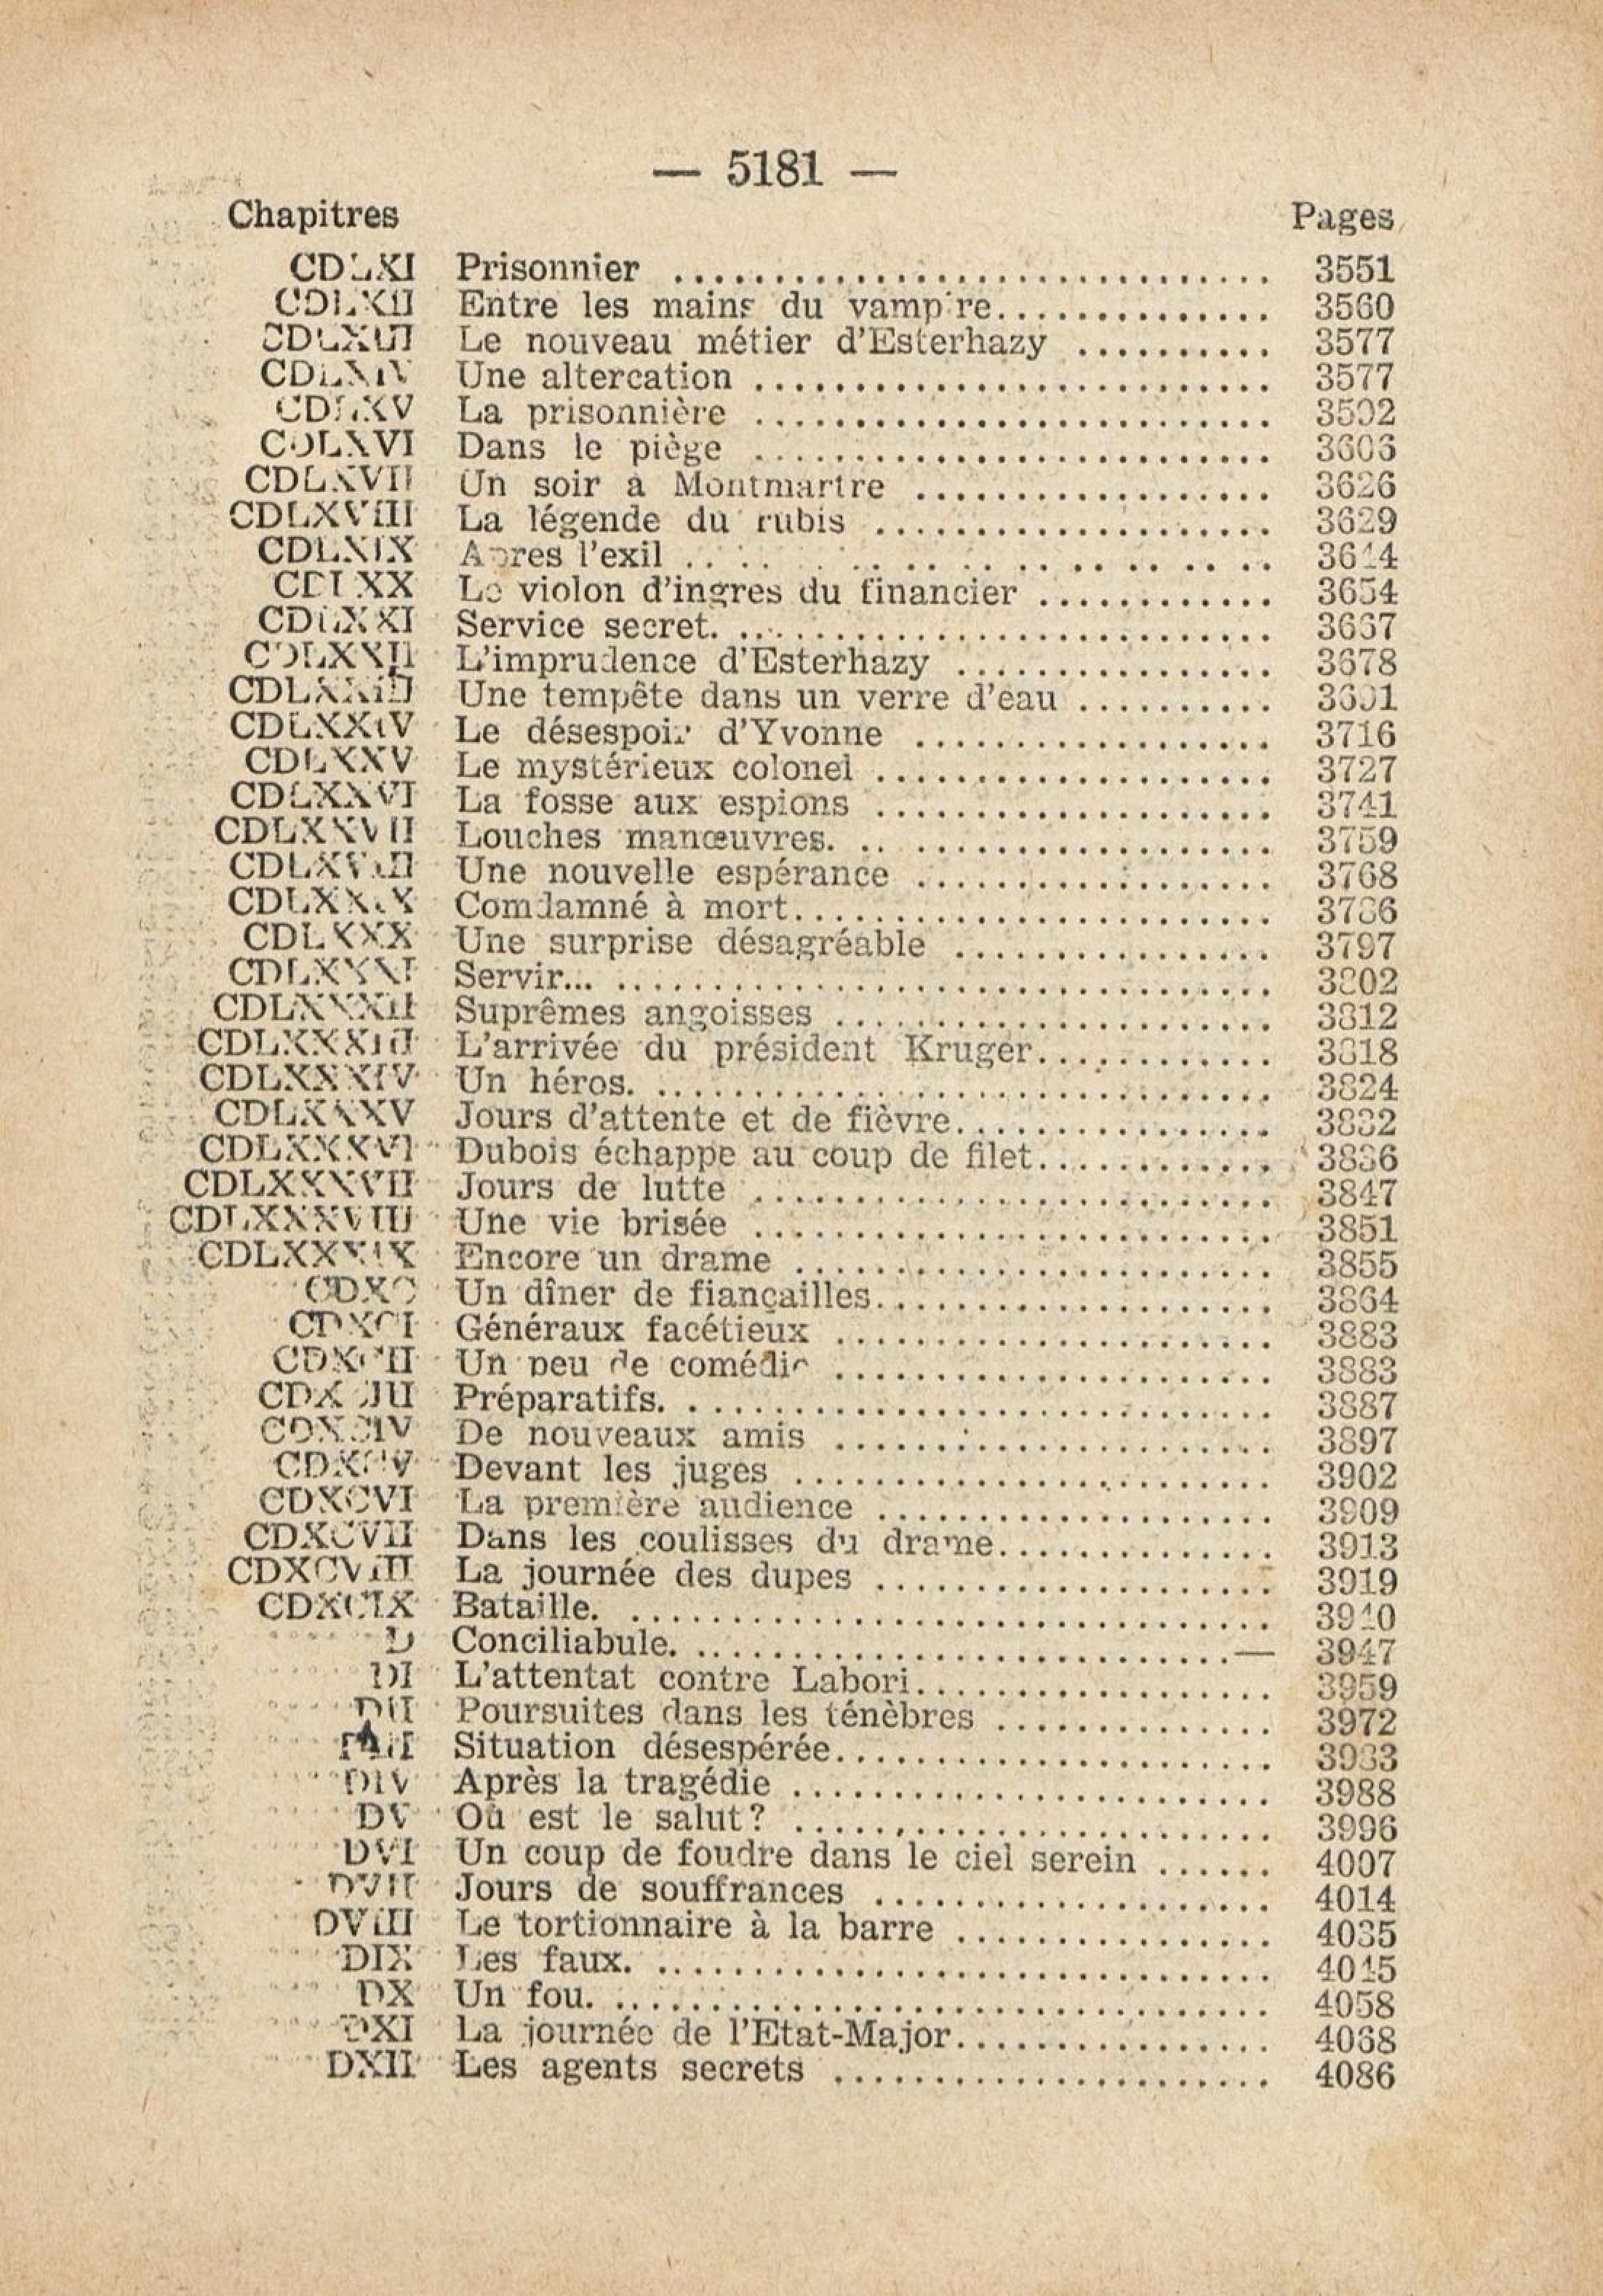 — 5181 —
Chapitres Pages
CDLXI Prisonnier .............................. 3551
CDLXII Entre les mains du vampire.............. 3560
CDLXIII Le nouveau métier d'Esterhazy .......... 3577
CDLXIV Une altercation .......................... 3577
CDLXV La prisonnière .......................... 3592
CDLXVI Dans le piège .......................... 3606
CDLXVII Un soir à Montmartre .................. 3626
CDLXVIII La légende du rubis .................... 3629
CDLXIX Apres l'exil .............................. 3644
CDLXX Le violon d'ingres du financier ............ 3654
CDLXXI Service secret. ........................... 3667
CDLXXII L'imprudence d'Esterhazy ................ 3678
CDLXXIII Une tempête dans un verre d'eau .......... 3691
CDLXXIV Le désespoir d'Yvonne .................. 3716
CDLXXV Le mystérieux colonel .................... 3727
CDLXXVI La fosse aux espions .................... 3741
CDLXXVII Louches manœuvres. .................... 3759
CDLXVIII Une nouvelle espérance .................. 3768
CDLXXIX Comdamné à mort........................ 3786
CDLXXX Une surprise désagréable ................ 3797
CDLXXXI Servir... ................................. 3802
CDLXXXII Suprêmes angoisses ...................... 3812
CDLXXXIII L'arrivée du président Kruger............ 3818
CDLXXXIV Un héros. ............................... 3824
CDLXXXV Jours d'attente et de fièvre................ 3832
CDLXXXVI Dubois échappe au coup de filet............ 3836
CDLXXXVII Jours de lutte .......................... 3847
CDLXXXVIII Une vie brisée .......................... 3851
CDLXXXIX Encore un drame ........................ 3855
CDXC Un dîner de fiançailles.................... 3864
CDXCI Généraux facétieux ...................... 3883
CDXCII Un peu de comédie ...................... 3883
CDXCIII Préparatifs. .............................. 3887
CDXCIV De nouveaux amis ...................... 3897
CDXCV Devant les juges ........................ 3902
CDXCVI La première audience .................... 3909
CDXCVII Dans les coulisses du drame.............. 3913
CDXCVIII La journée des dupes .................... 3919
CDXCIX Bataille. ................................ 3940
D Conciliabule. ...........................— 3947
DI L'attentat contre Labori.................. 3959
DII Poursuites dans les ténèbres .............. 3972
DIII Situation désespérée...................... 3983
DIV Après la tragédie ........................ 3988
DV Où est le salut? ........................ 3996
DVI Un coup de foudre dans le ciel serein ...... 4007
DVII Jours de souffrances .................... 4014
DVIII Le tortionnaire à la barre ................ 4035
DIX Les faux. ............................... 4045
DX Un fou. ................................. 4058
DXI La journée de l'Etat-Major................ 4068
DXII Les agents secrets ...................... 4086